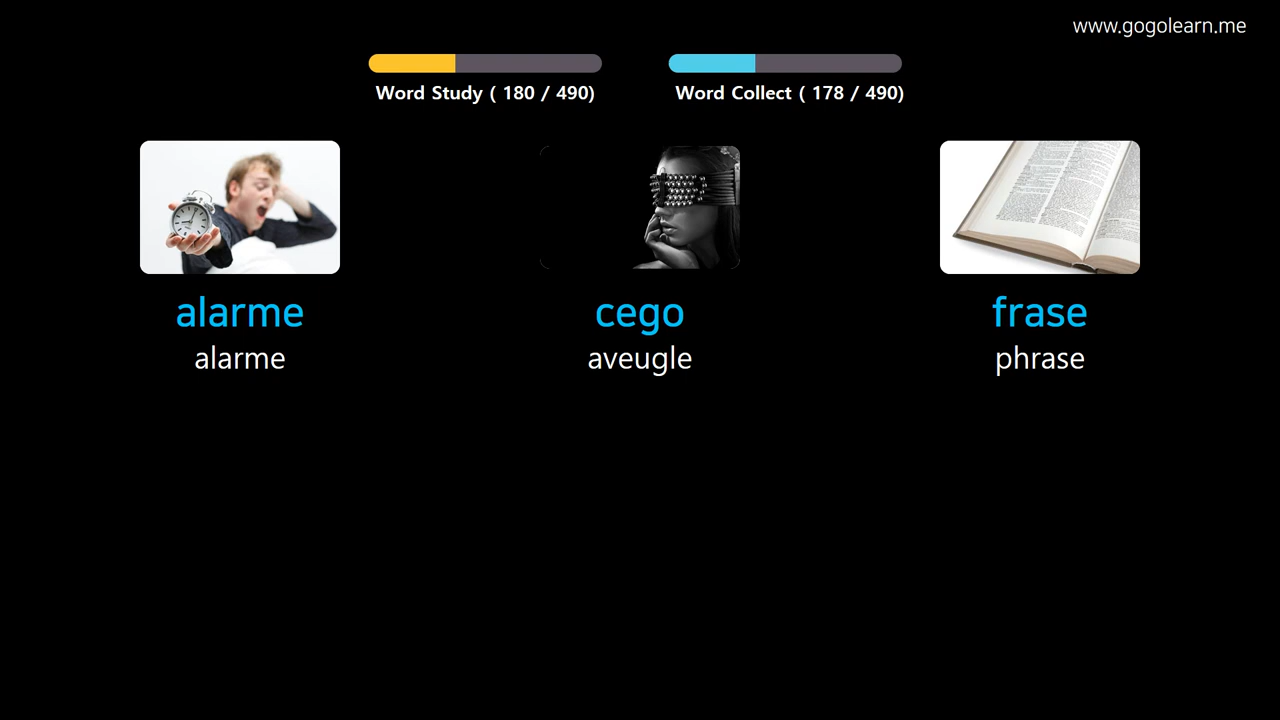 www.gogolearn.me
Word Study ( 180 / 490)
Word Collect ( 178 / 490)
alarme
cego
frase
alarme
aveugle
phrase